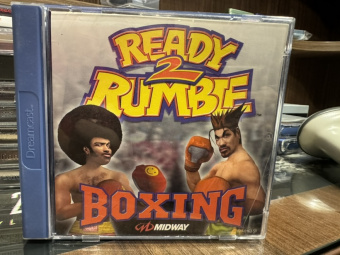 READY
2
RUMBLE
BOXING
MIDWAY
Dreamcast